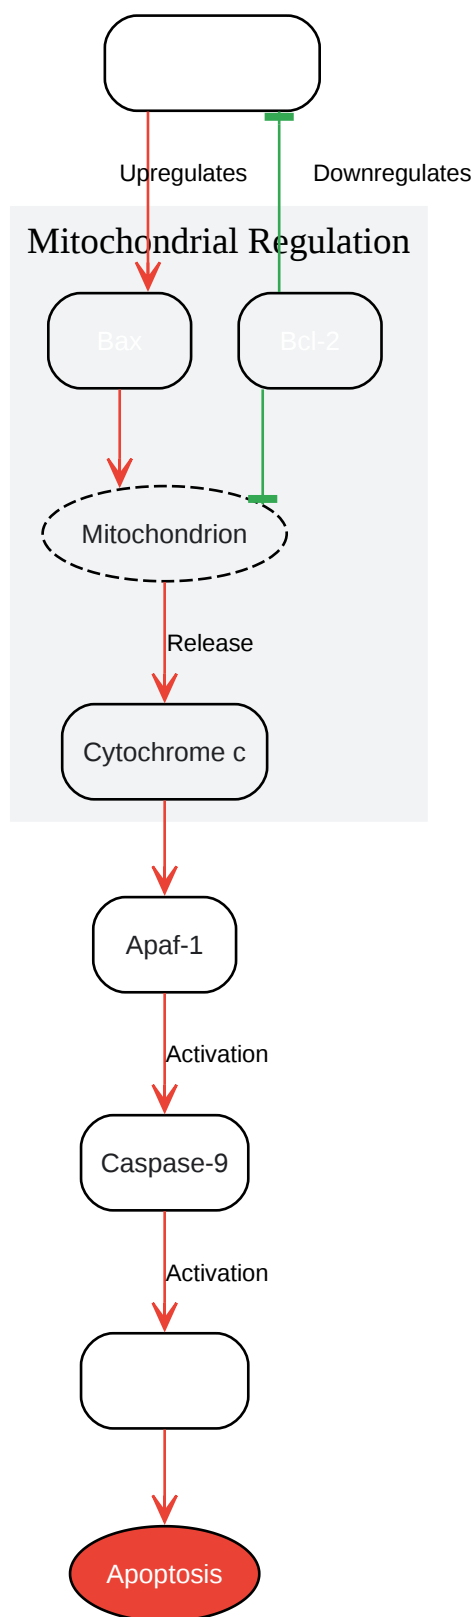 Upregulates
Downregulates
Mitochondrial Regulation
Bax
Bcl-2
Mitochondrion
Release
Cytochrome c
Apaf-1
Activation
Caspase-9
Activation
Apoptosis